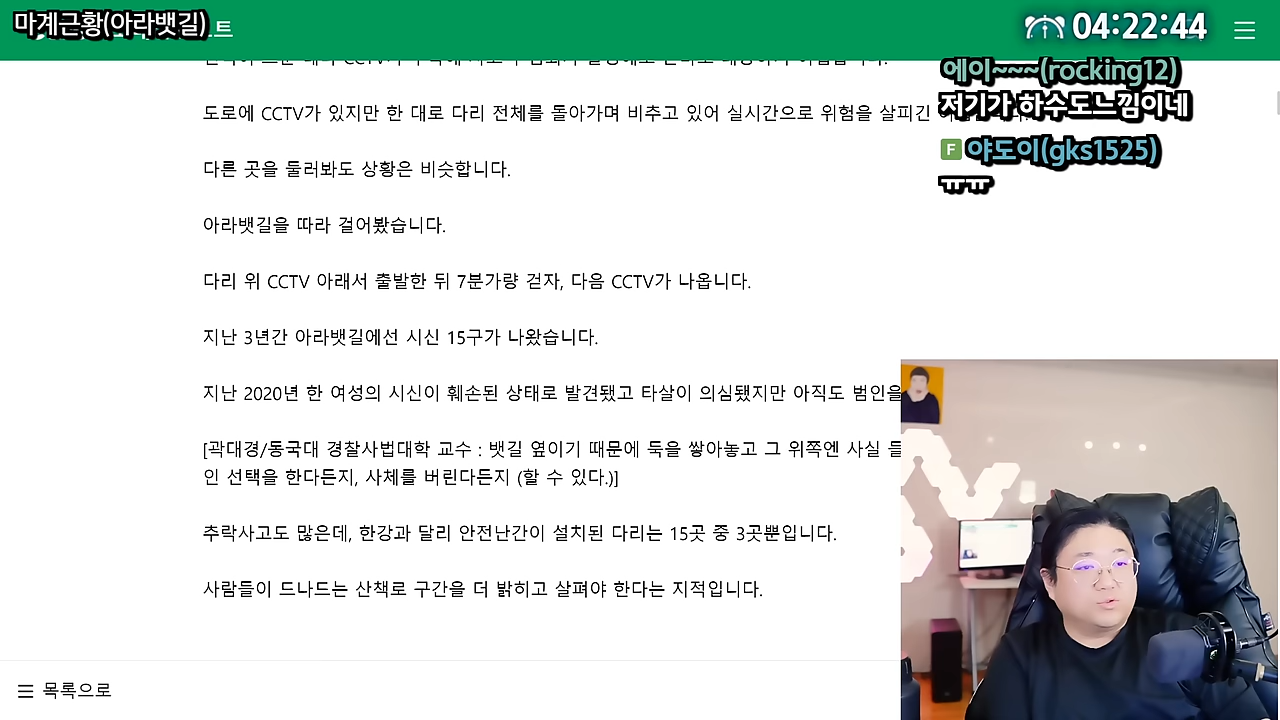 마계근황(아라뱃길)
트
04:22:44
에이~~~(rocking12)
저기가 하수도느낌이네
F 야도이(gks1525)
ㅠㅠ
도로에 CCTV가 있지만 한 대로 다리 전체를 돌아가며 비추고 있어 실시간으로 위험을 살피긴
다른 곳을 둘러봐도 상황은 비슷합니다.
아라뱃길을 따라 걸어봤습니다.
다리 위 CCTV 아래서 출발한 뒤 7분가량 걷자, 다음 CCTV가 나옵니다.
지난 3년간 아라뱃길에선 시신 15구가 나왔습니다.
지난 2020년 한 여성의 시신이 훼손된 상태로 발견됐고 타살이 의심됐지만 아직도 범인을
[곽대경/동국대 경찰사법대학 교수 : 뱃길 옆이기 때문에 둑을 쌓아놓고 그 위쪽엔 사실 들
인 선택을 한다든지, 사체를 버린다든지 (할 수 있다.)]
추락사고도 많은데, 한강과 달리 안전난간이 설치된 다리는 15곳 중 3곳뿐입니다.
사람들이 드나드는 산책로 구간을 더 밝히고 살펴야 한다는 지적입니다.
목록으로